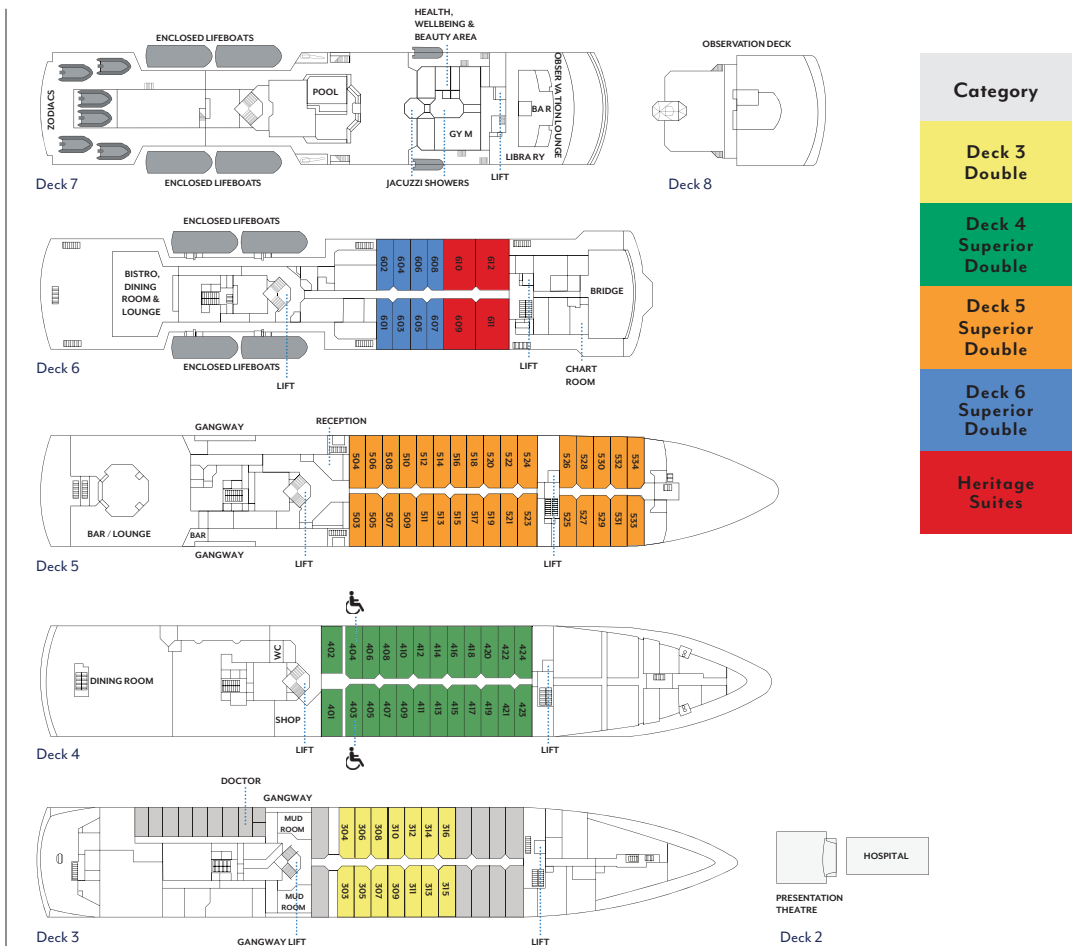 HEALTH,
WELLBEING &
BEAUTY AREA
ENCLOSED LIFEBOATS
ZODIACS
POOL
GYM
BAR
OBSERVATION LOUNGE
LIBRARY
ENCLOSED LIFEBOATS
JACUZZI SHOWERS
LIFT
Deck 7
OBSERVATION DECK
Deck 8
Category
Deck 3
Double
Deck 4
Superior
Double
Deck 5
Superior
Double
Deck 6
Superior
Double
Heritage
Suites
ENCLOSED LIFEBOATS
BISTRO,
DINING
ROOM &
LOUNGE
602 604 606 608 610 612
601 603 605 607 609 611
BRIDGE
ENCLOSED LIFEBOATS
LIFT
LIFT
CHART
ROOM
Deck 6
GANGWAY
RECEPTION
504 506 508 510 512 514 516 518 520 522 524 526 528 530 532 534
503 505 507 509 511 513 515 517 519 521 523 525 527 529 531 533
BAR / LOUNGE
BAR
GANGWAY
LIFT
LIFT
Deck 5
WC
402 404 406 408 410 412 414 416 418 420 422 424
DINING ROOM
401 403 405 407 409 411 413 415 417 419 421 423
SHOP
LIFT
LIFT
Deck 4
DOCTOR
GANGWAY
MUD
ROOM
304 306 308 310 312 314 316
303 305 307 309 311 313 315
MUD
ROOM
GANGWAY LIFT
LIFT
Deck 3
HOSPITAL
PRESENTATION
THEATRE
Deck 2